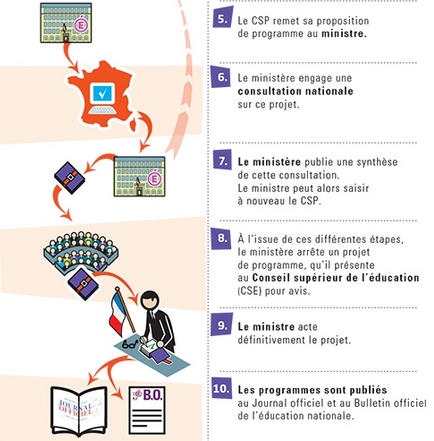 5. Le CSP remet sa proposition
de programme au ministre.
6. Le ministère engage une
consultation nationale
sur ce projet.
7. Le ministère publie une synthèse
de cette consultation.
Le ministre peut alors saisir
à nouveau le CSP.
8. À l'issue de ces différentes étapes,
le ministère arrête un projet
de programme, qu'il présente
au Conseil supérieur de l'éducation
(CSE) pour avis.
9. Le ministre acte
définitivement le projet.
10. Les programmes sont publiés
au Journal officiel et au Bulletin officiel
de l'éducation nationale.
JOURNAL
OFFICIEL
B.O.